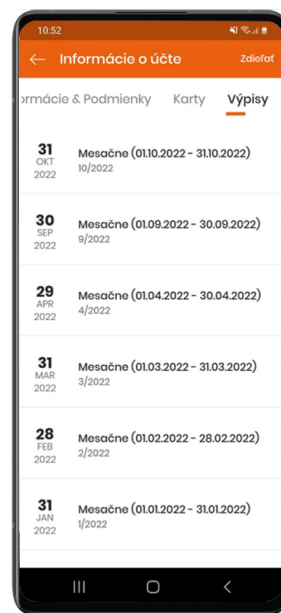 10:52
Informácie o účte
Zdieľať
ormácie & Podmienky Karty Výpisy
31
OKT
2022
Mesačne (01.10.2022 - 31.10.2022)
10/2022
30
SEP
2022
Mesačne (01.09.2022 - 30.09.2022)
9/2022
29
APR
2022
Mesačne (01.04.2022 - 30.04.2022)
4/2022
31
MAR
2022
Mesačne (01.03.2022 - 31.03.2022)
3/2022
28
FEB
2022
Mesačne (01.02.2022 - 28.02.2022)
2/2022
31
JAN
2022
Mesačne (01.01.2022 - 31.01.2022)
1/2022